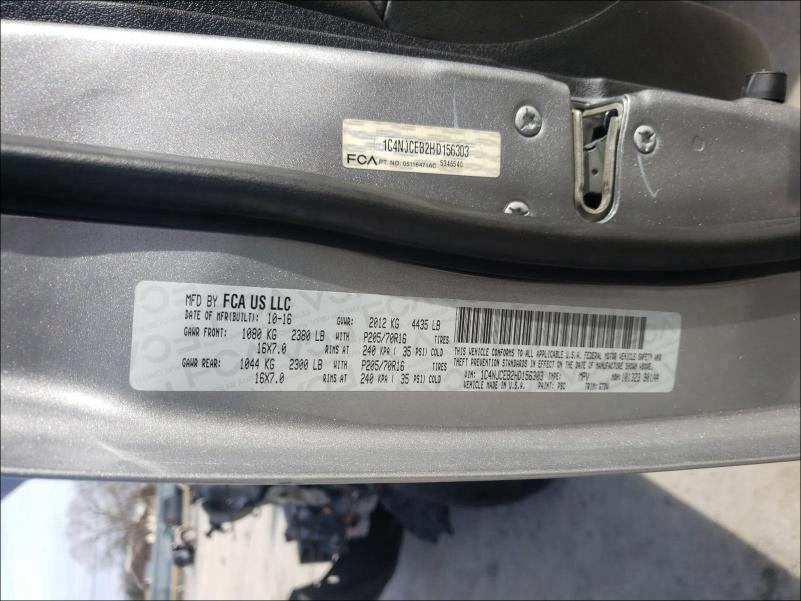 1C4NJCEB2HD156303
FCA PT. NO. 05116471AC 5346540
MFD BY FCA US LLC
DATE OF MFR(BUILT): 10-16 GVWR: 2012 KG 4435 LB
GAWR FRONT: 1080 KG 2380 LB WITH P205/70R16 TIRES
16X7.0 RIMS AT 240 KPA ( 35 PSI) COLD
GAWR REAR: 1044 KG 2300 LB WITH P205/70R16 TIRES
16X7.0 RIMS AT 240 KPA ( 35 PSI) COLD
THIS VEHICLE CONFORMS TO ALL APPLICABLE U.S.A. FEDERAL MOTOR VEHICLE SAFETY AND
THEFT PREVENTION STANDARDS IN EFFECT ON THE DATE OF MANUFACTURE SHOWN ABOVE.
VIN: 1C4NJCEB2HD156303 TYPE: MPV
VEHICLE MADE IN U.S.A. PAINT: PSC TRIM: